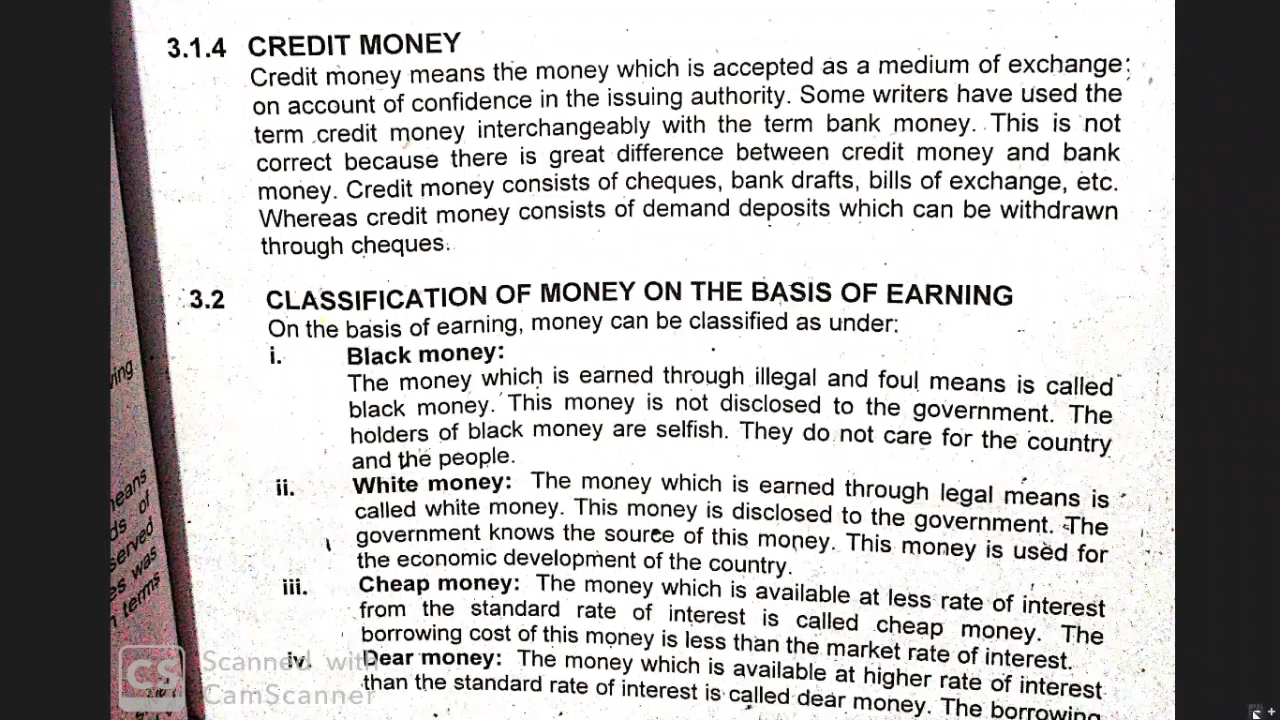 3.1.4 CREDIT MONEY
Credit money means the money which is accepted as a medium of exchange;
on account of confidence in the issuing authority. Some writers have used the
term credit money interchangeably with the term bank money. This is not
correct because there is great difference between credit money and bank
money. Credit money consists of cheques, bank drafts, bills of exchange, etc.
Whereas credit money consists of demand deposits which can be withdrawn
through cheques.
3.2 CLASSIFICATION OF MONEY ON THE BASIS OF EARNING
On the basis of earning, money can be classified as under:
i. Black money:
The money which is earned through illegal and foul means is called
black money. This money is not disclosed to the government. The
holders of black money are selfish. They do not care for the country
and the people.
ii. White money: The money which is earned through legal means is
called white money. This money is disclosed to the government. The
government knows the source of this money. This money is used for
the economic development of the country.
iii. Cheap money: The money which is available at less rate of interest
from the standard rate of interest is called cheap money. The
borrowing cost of this money is less than the market rate of interest.
iv. Dear money: The money which is available at higher rate of interest
than the standard rate of interest is called dear money. The borrowing
ving
neans
ds of
served
es was
n terms
CS Scanned with
CamScanner